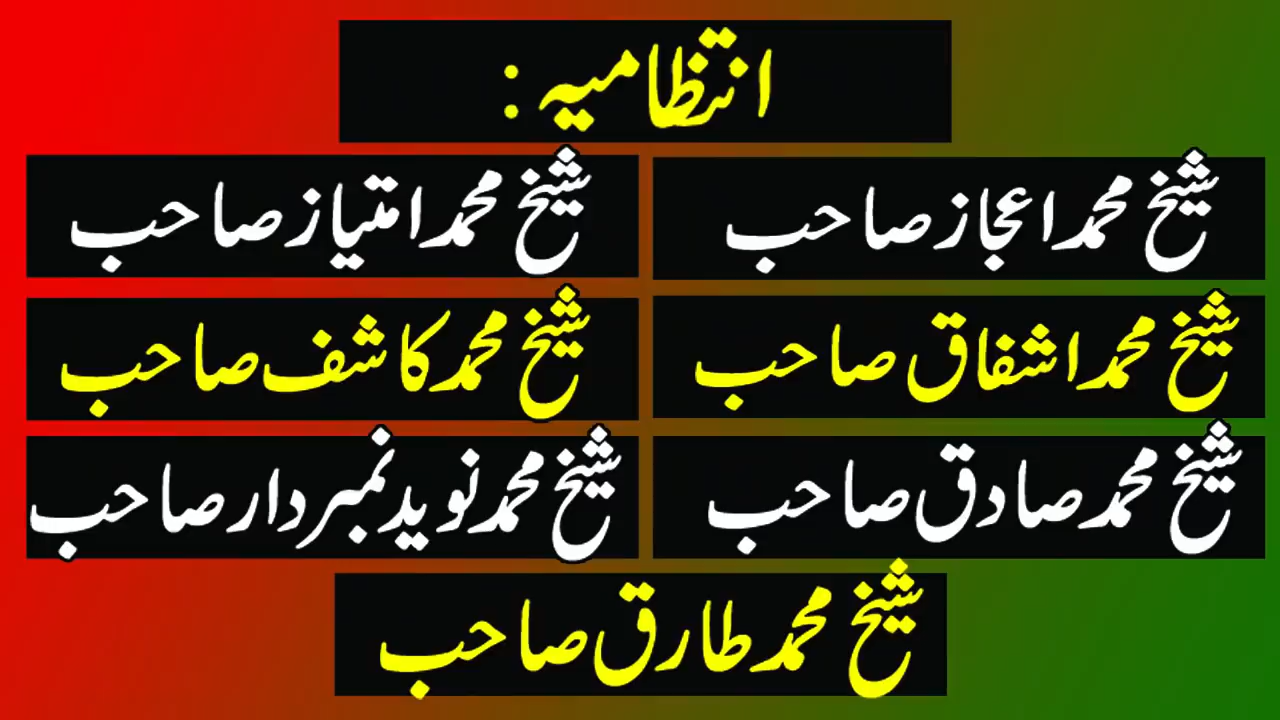 انتظامیہ :
شیخ محمد اعجاز صاحب
شیخ محمد امتیاز صاحب
شیخ محمد اشفاق صاحب
شیخ محمد کاشف صاحب
شیخ محمد صادق صاحب
شیخ محمد نوید نمبردار صاحب
شیخ محمد طارق صاحب